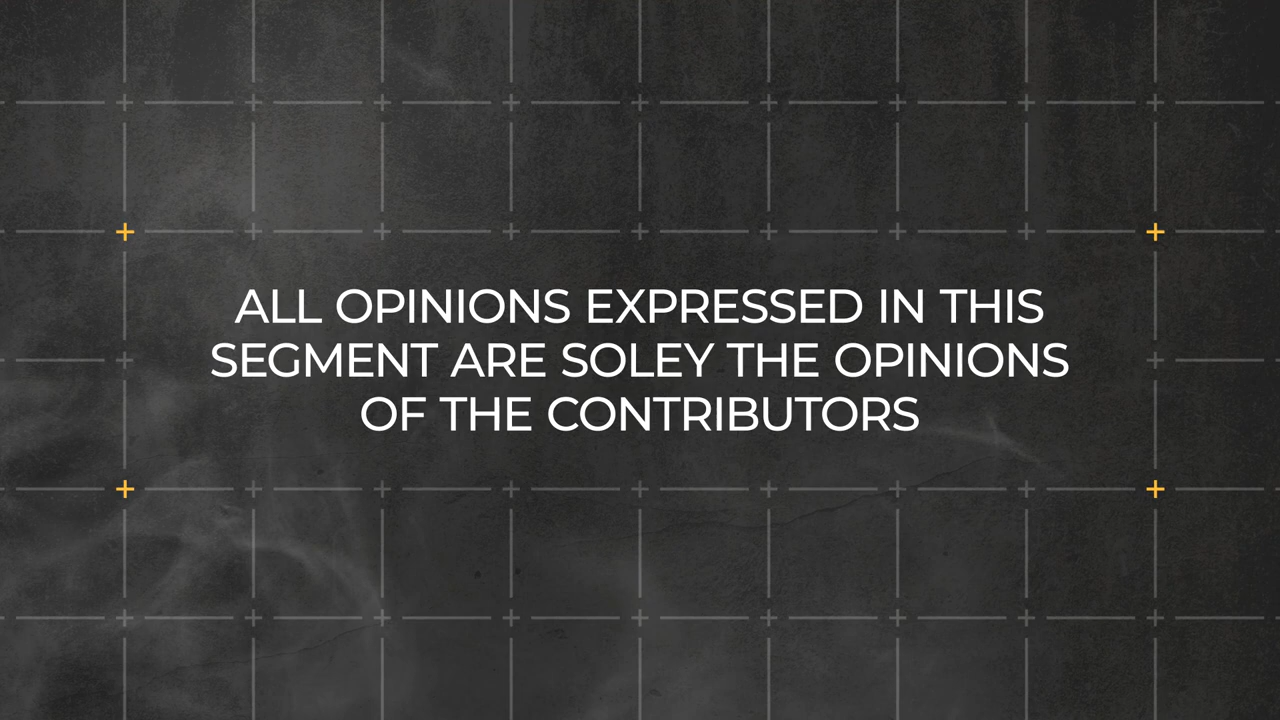 ALL OPINIONS EXPRESSED IN THIS
SEGMENT ARE SOLEY THE OPINIONS
OF THE CONTRIBUTORS